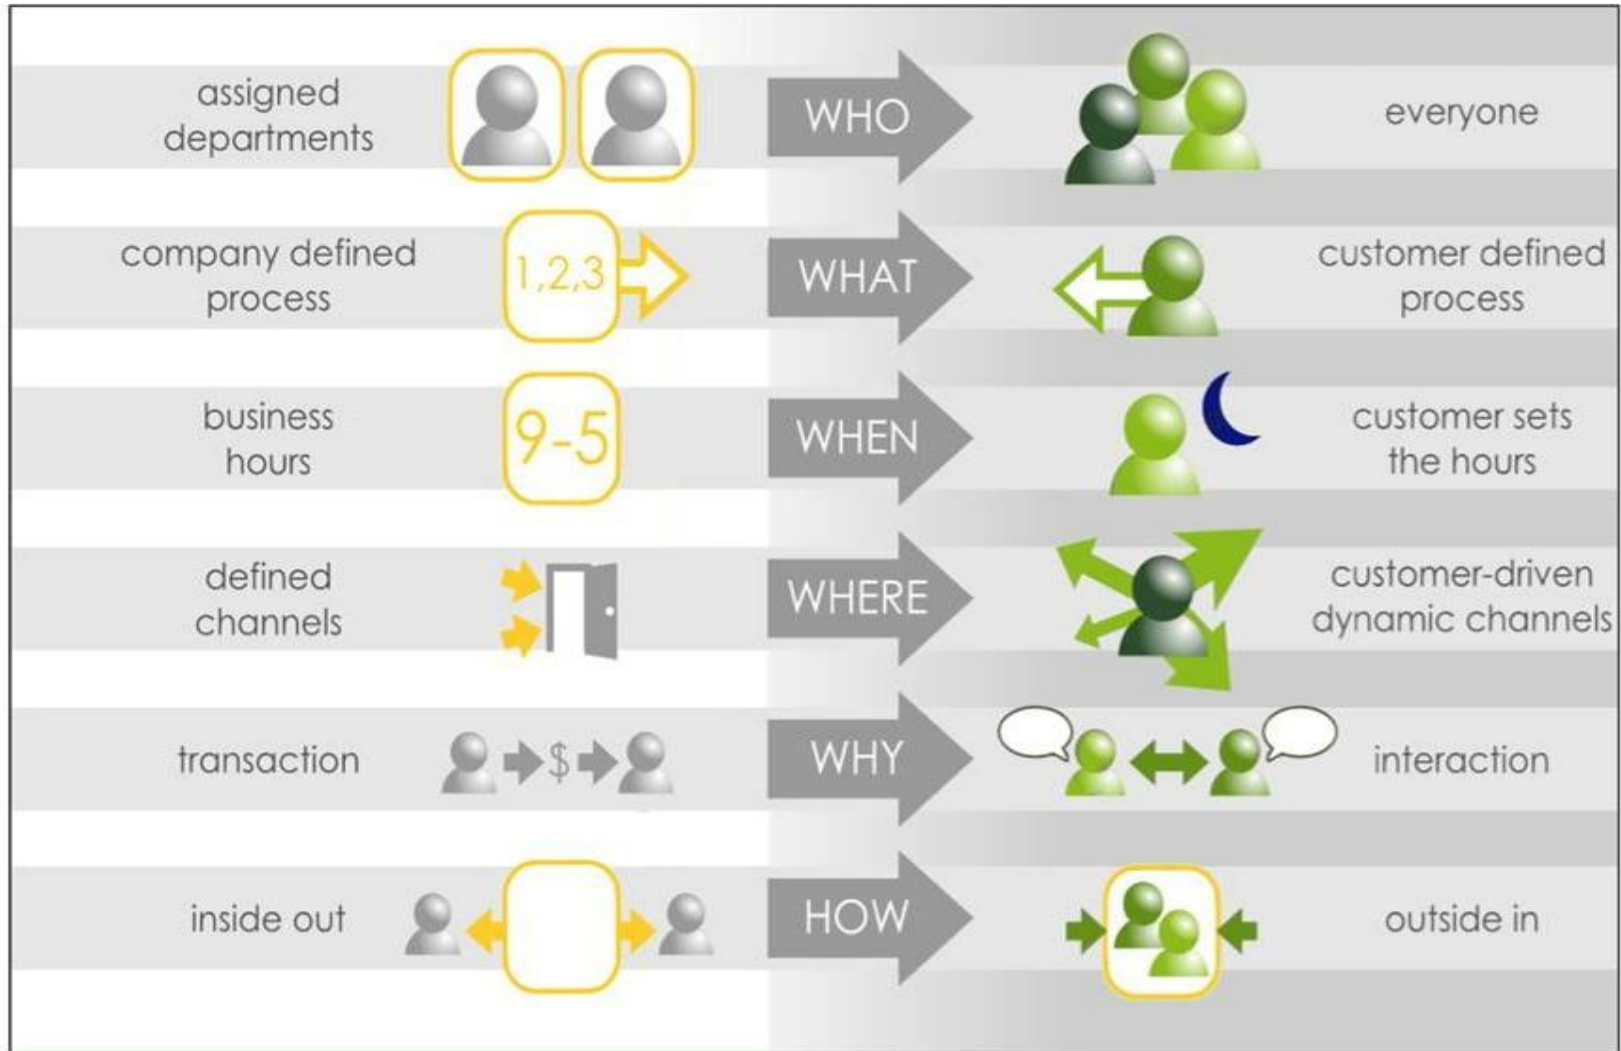 assigned
departments
WHO
everyone
company defined
process
1,2,3
WHAT
customer defined
process
business
hours
9-5
WHEN
customer sets
the hours
defined
channels
WHERE
customer-driven
dynamic channels
transaction
$
WHY
interaction
inside out
HOW
outside in